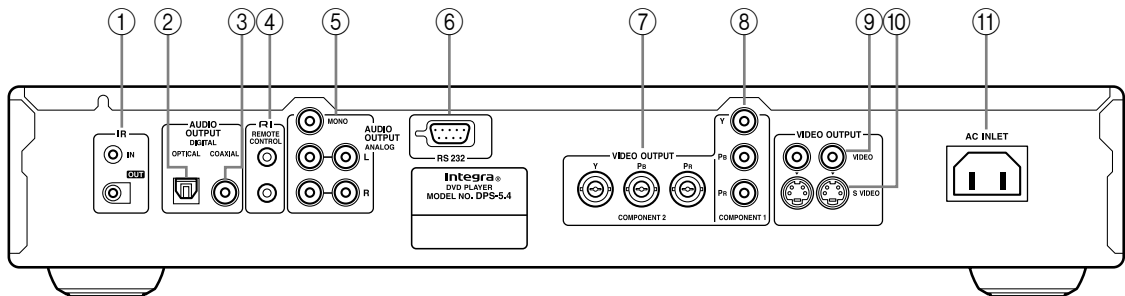 ① ② ③ ④ ⑤ ⑥ ⑦ ⑧ ⑨ ⑩ ⑪
IR
IN
OUT
AUDIO
OUTPUT
DIGITAL
OPTICAL COAXIAL
RI
REMOTE
CONTROL
MONO
AUDIO
OUTPUT
ANALOG
L
R
RS 232
Integra®
DVD PLAYER
MODEL NO. DPS-5.4
VIDEO OUTPUT
Y PB PR
COMPONENT 2
Y
PB
PR
COMPONENT 1
VIDEO OUTPUT
VIDEO
S VIDEO
AC INLET